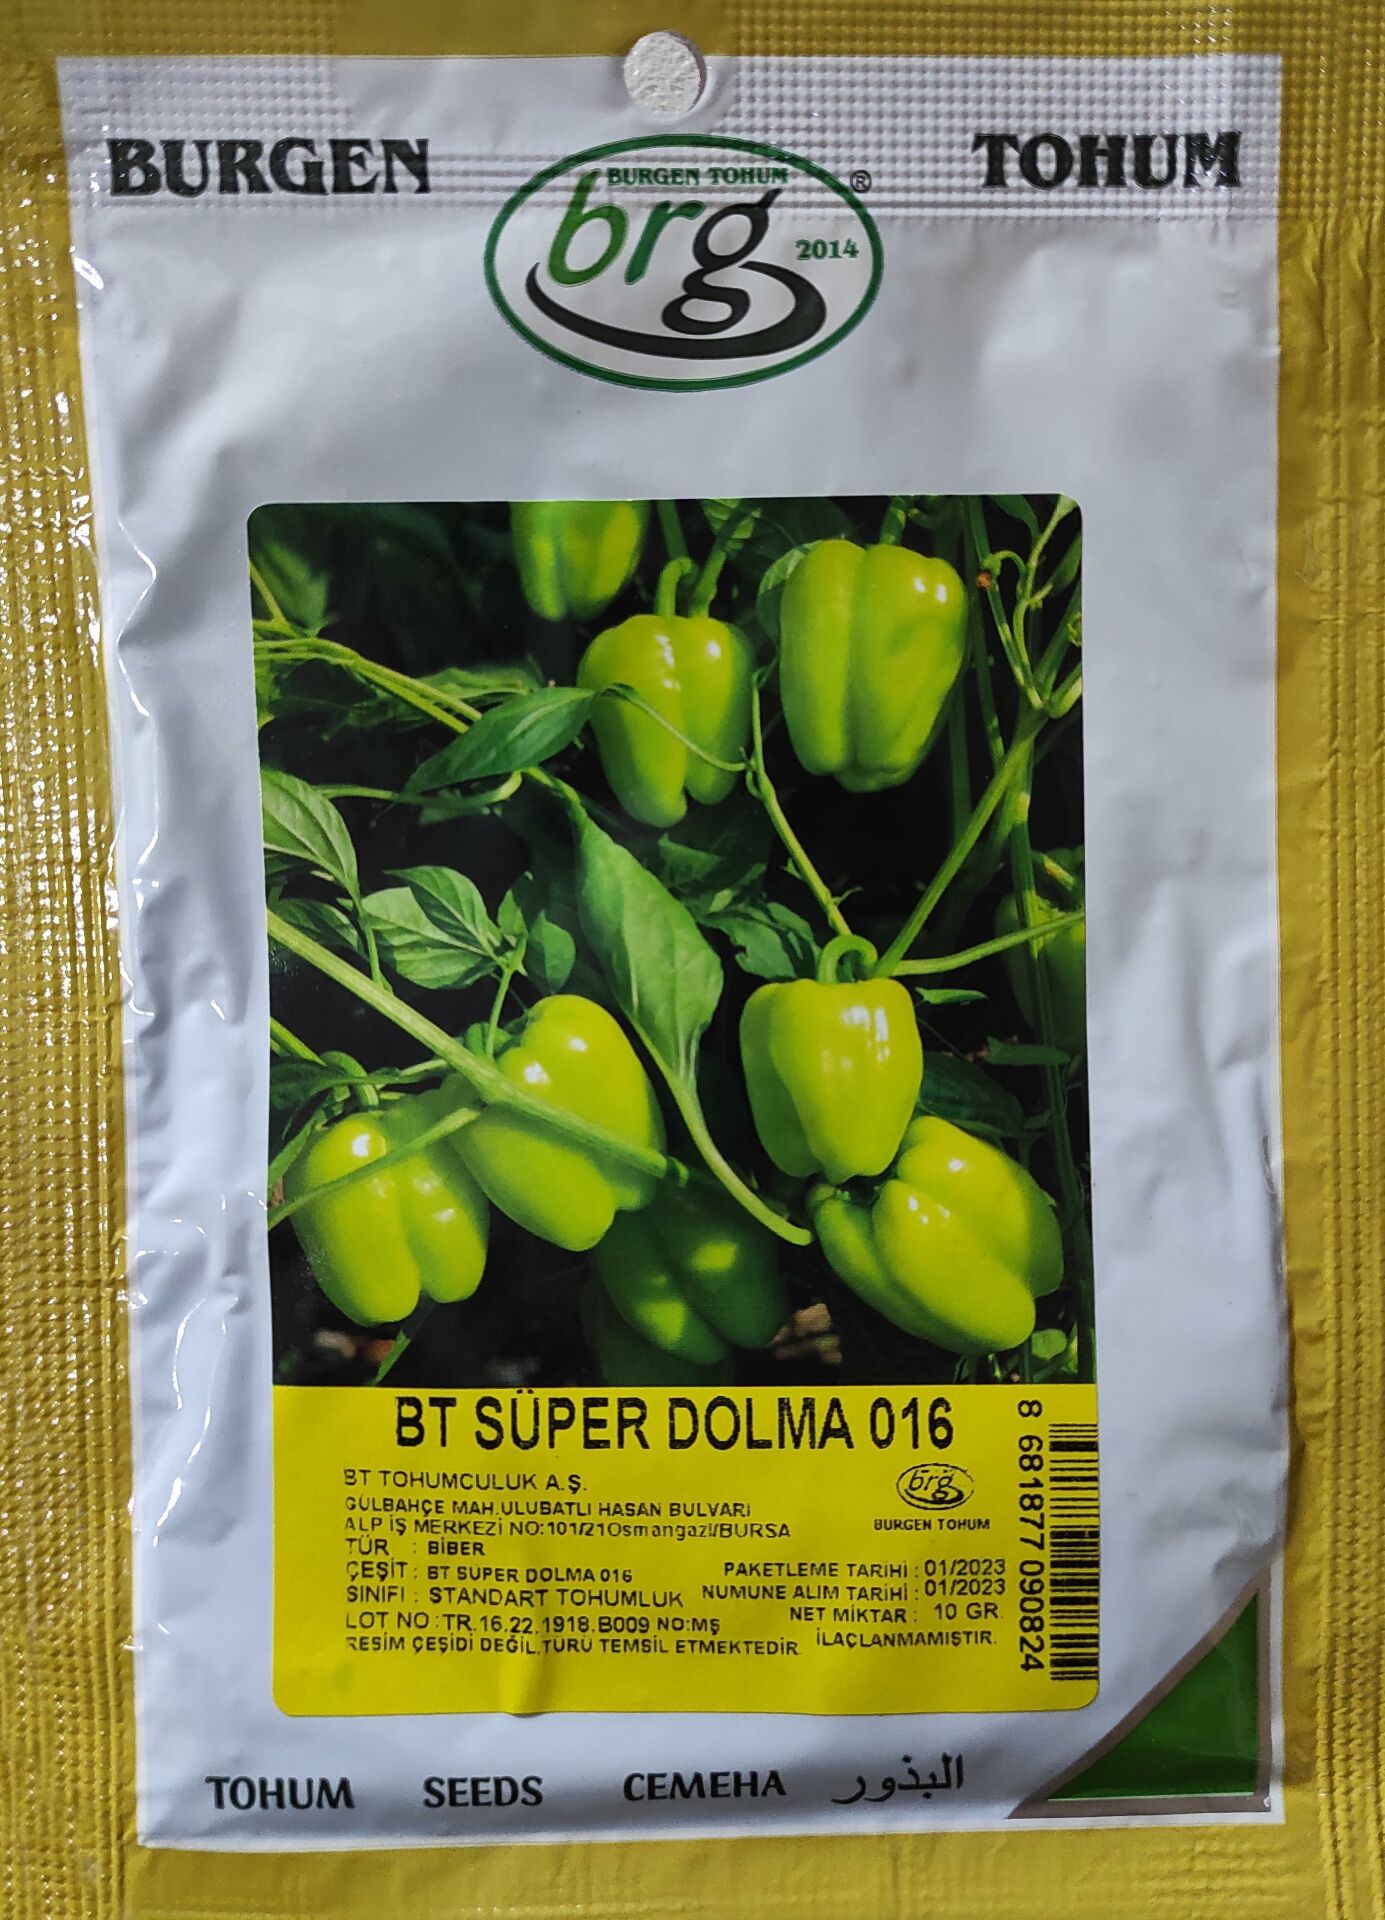 BURGEN TOHUM
BURGEN TOHUM
brg
2014
®
BT SÜPER DOLMA 016
BT TOHUMCULUK A.Ş.
GÜLBAHÇE MAH.ULUBATLI HASAN BULVARI
ALP İŞ MERKEZİ NO:101/21Osmangazi/BURSA
TÜR : BİBER
ÇEŞİT : BT SÜPER DOLMA 016
SINIFI : STANDART TOHUMLUK
LOT NO :TR.16.22.1918.B009 NO:MŞ
RESİM ÇEŞİDİ DEĞİL,TÜRÜ TEMSİL ETMEKTEDİR
brg
BURGEN TOHUM
PAKETLEME TARİHİ : 01/2023
NUMUNE ALIM TARİHİ : 01/2023
NET MİKTAR : 10 GR.
İLAÇLANMAMIŞTIR.
8 681877 090824
TOHUM SEEDS СЕМЕНА البذور